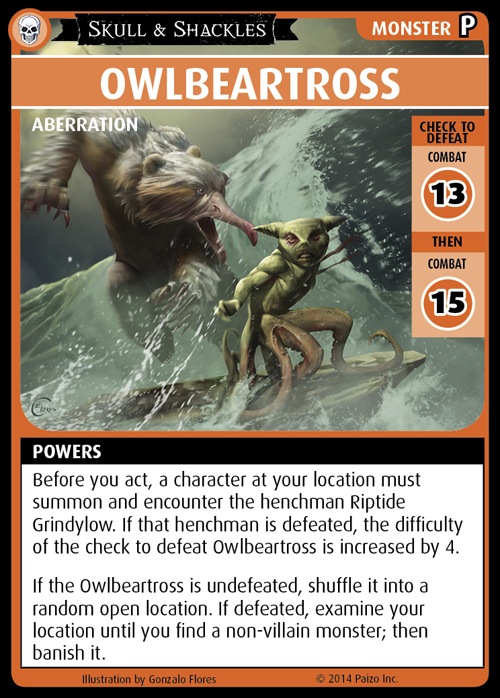 SKULL & SHACKLES
MONSTER P
OWLBEARTROSS
ABERRATION
CHECK TO
DEFEAT
COMBAT
13
THEN
COMBAT
15
POWERS
Before you act, a character at your location must
summon and encounter the henchman Riptide
Grindylow. If that henchman is defeated, the difficulty
of the check to defeat Owlbeartross is increased by 4.
If the Owlbeartross is undefeated, shuffle it into a
random open location. If defeated, examine your
location until you find a non-villain monster; then
banish it.
Illustration by Gonzalo Flores
© 2014 Paizo Inc.